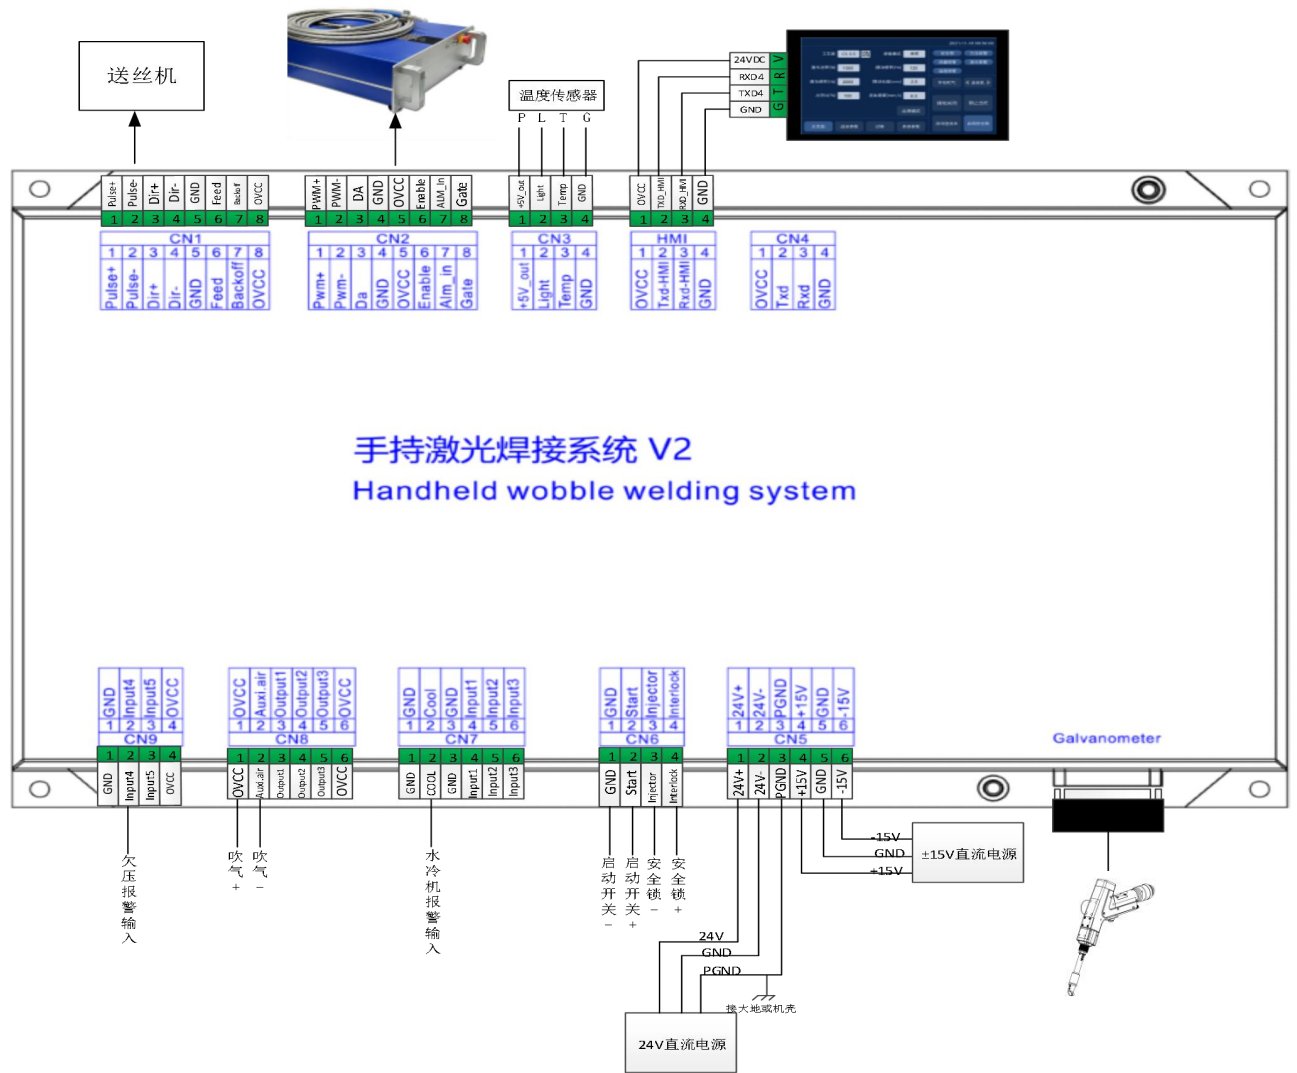 送丝机
温度传感器
P L T G
24VDC V
RXD4 R
TXD4 T
GND G
Pulse+ Pulse- Dir+ Dir- GND Feed Backoff OVCC
1 2 3 4 5 6 7 8
CN1
1 2 3 4 5 6 7 8
Pulse+ Pulse- Dir+ Dir- GND Feed Backoff OVCC
PWM+ PWM- DA GND OVCC Enable ALM_In Gate
1 2 3 4 5 6 7 8
CN2
1 2 3 4 5 6 7 8
Pwm+ Pwm- Da GND OVCC Enable Alm_in Gate
+5V_out Light Temp GND
1 2 3 4
CN3
1 2 3 4
+5V_out Light Temp GND
OVCC TXD_HMI RXD_HMI GND
1 2 3 4
HMI
1 2 3 4
OVCC Txd-HMI Rxd-HMI GND
CN4
1 2 3 4
OVCC Txd Rxd GND
手持激光焊接系统 V2
Handheld wobble welding system
GND Input4 Input5 OVCC
1 2 3 4
CN9
1 2 3 4
GND Input4 Input5 OVCC
欠压报警输入
OVCC Auxi.air Output1 Output2 Output3 OVCC
1 2 3 4 5 6
CN8
1 2 3 4 5 6
OVCC Auxi.air Output1 Output2 Output3 OVCC
吹气+
吹气-
GND Cool GND Input1 Input2 Input3
1 2 3 4 5 6
CN7
1 2 3 4 5 6
GND COOL GND Input1 Input2 Input3
水冷机报警输入
GND Start Injector Interlock
1 2 3 4
CN6
1 2 3 4
GND Start Injector Interlock
启动开关-
启动开关+
安全锁-
安全锁+
24V+ 24V- PGND +15V GND -15V
1 2 3 4 5 6
CN5
1 2 3 4 5 6
24V+ 24V- PGND +15V GND -15V
Galvanometer
-15V
GND
+15V
±15V直流电源
24V
GND
PGND
接大地或机壳
24V直流电源